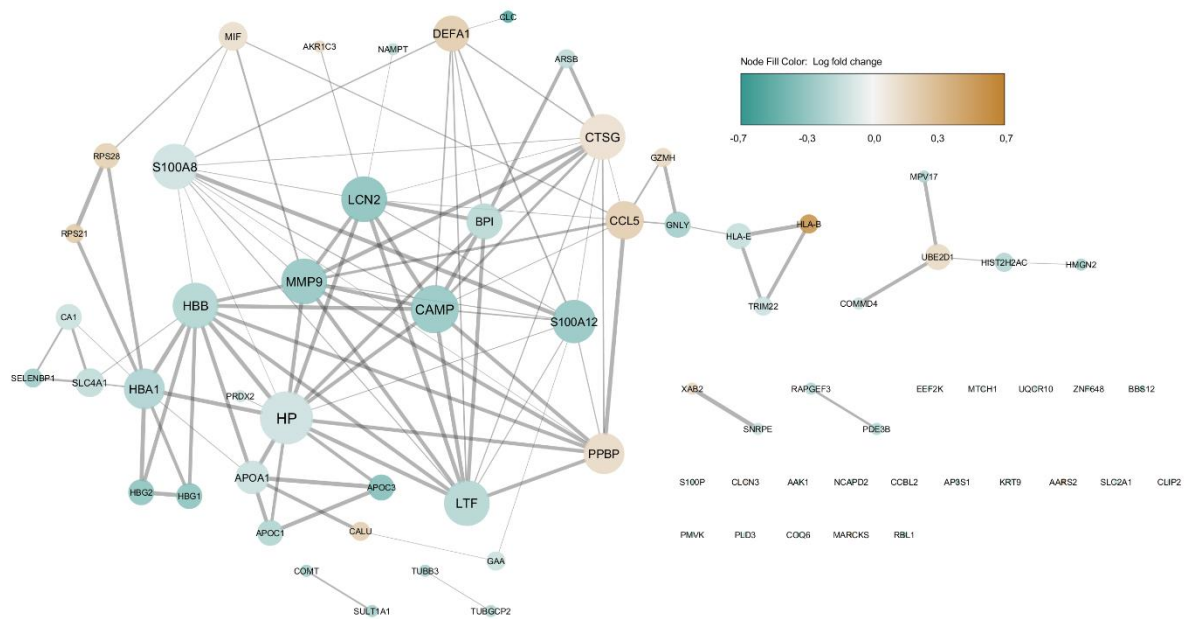 CLC
DEFA1
MIF
AKR1C3
NAMPT
ARSB
Node Fill Color: Log fold change
-0,7 -0,3 0,0 0,3 0,7
CTSG
RPS28
S100A8
GZMH
LCN2
BPI
CCL5
GNLY
MPV17
RPS21
HLA-E
HLA-B
UBE2D1
HIST2H2AC
HMGN2
MMP9
HBB
CAMP
S100A12
TRIM22
COMMD4
CA1
SELENBP1
SLC4A1
HBA1
PRDX2
HP
XAB2
RAPGEF3
EEF2K MTCH1 UQCR10 ZNF648 BBS12
SNRPE
PDE3B
PPBP
APOA1
HBG2
HBG1
APOC3
LTF
S100P CLCN3 AAK1 NCAPD2 CCBL2 AP3S1 KRT9 AARS2 SLC2A1 CLIP2
APOC1
CALU
PMVK PLD3 COQ6 MARCKS RBL1
GAA
COMT
TUBB3
SULT1A1
TUBGCP2